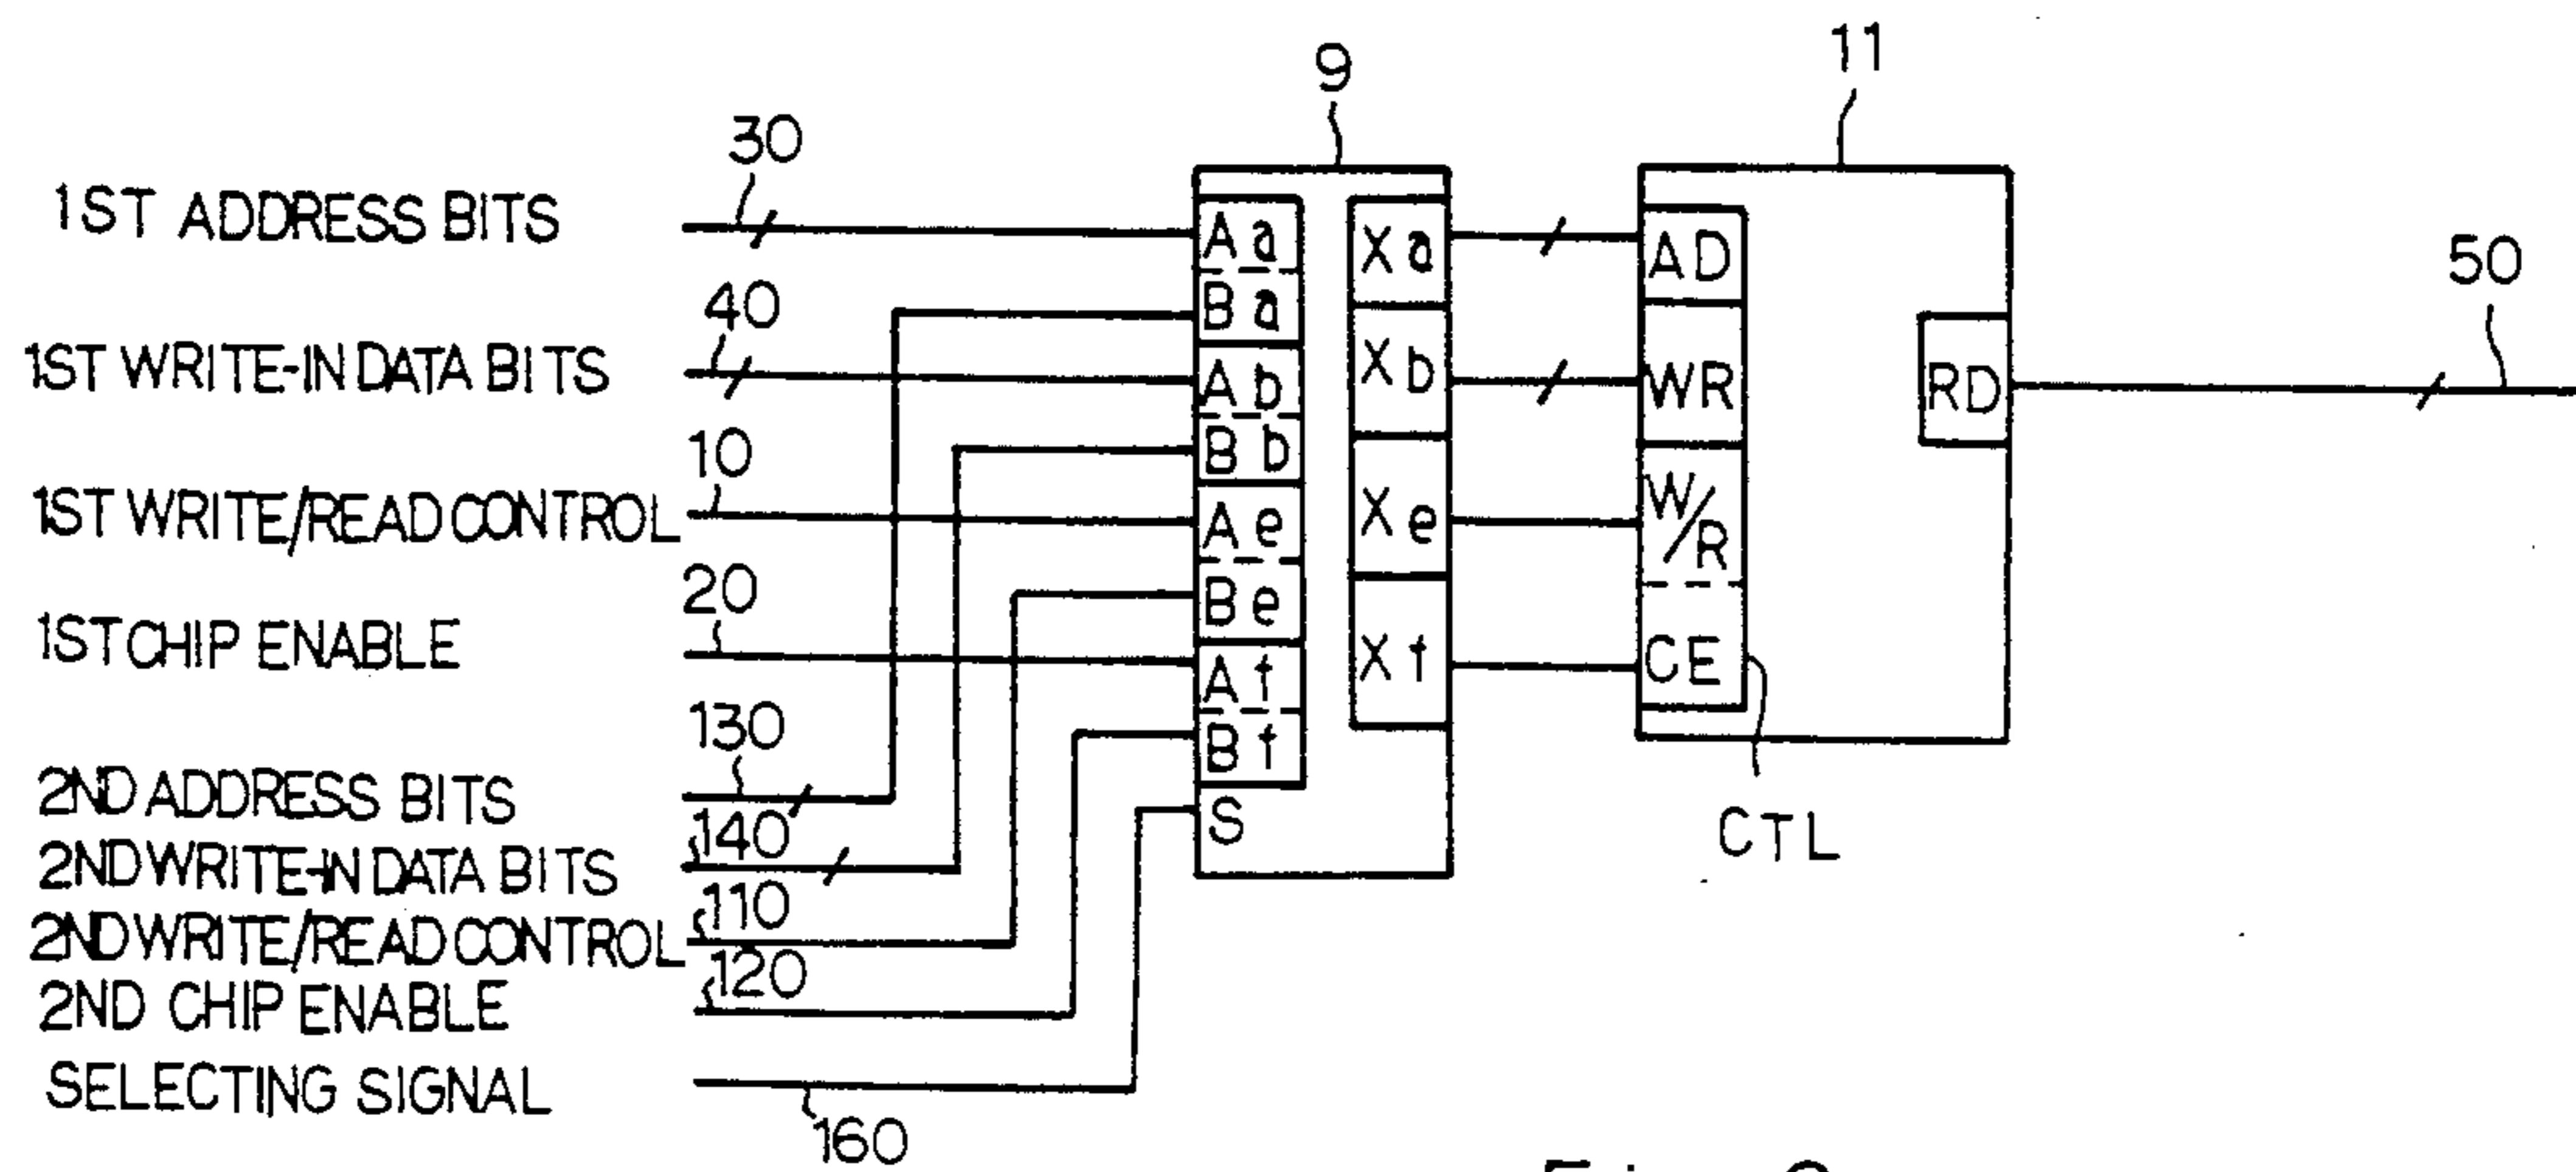 9
11
30
1ST ADDRESS BITS
Aa
Xa
AD
Ba
50
40
1ST WRITE-IN DATA BITS
Ab
Xb
WR
RD
Bb
10
1ST WRITE/READ CONTROL
Ae
Xe
W/R
20
Be
1ST CHIP ENABLE
Af
Xf
CE
130
Bf
2ND ADDRESS BITS
S
CTL
140
2ND WRITE-IN DATA BITS
110
2ND WRITE/READ CONTROL
120
2ND CHIP ENABLE
SELECTING SIGNAL
160